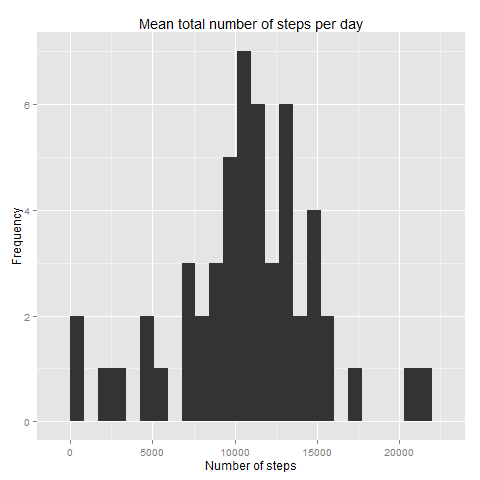 Mean total number of steps per day
Frequency
6
4
2
0
0 5000 10000 15000 20000
Number of steps